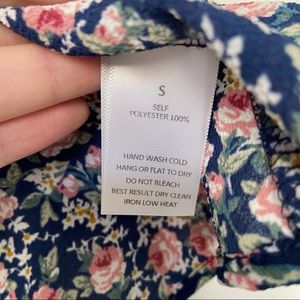 S
SELF
POLYESTER 100%
HAND WASH COLD
HANG OR FLAT TO DRY
DO NOT BLEACH
BEST RESULT DRY CLEAN
IRON LOW HEAT